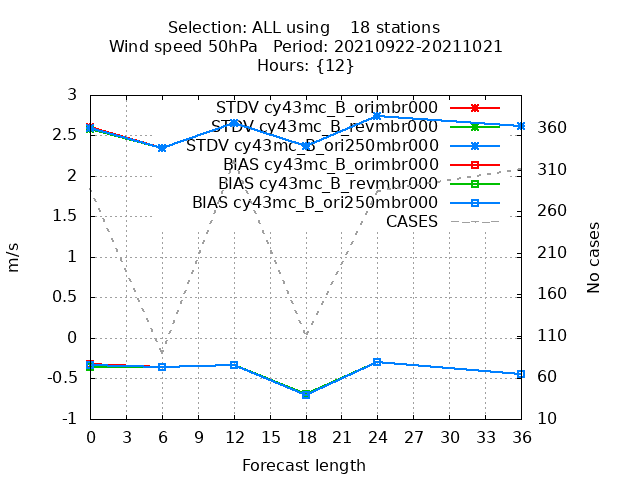 Selection: ALL using    18 stations
Wind speed 50hPa   Period: 20210922-20211021
Hours: {12}
STDV cy43mc_B_orimbr000
STDV cy43mc_B_revmbr000
STDV cy43mc_B_ori250mbr000
BIAS cy43mc_B_orimbr000
BIAS cy43mc_B_revmbr000
BIAS cy43mc_B_ori250mbr000
CASES
3
2.5
2
1.5
1
0.5
0
-0.5
-1
m/s
360
310
260
210
160
110
60
10
No cases
0 3 6 9 12 15 18 21 24 27 30 33 36
Forecast length